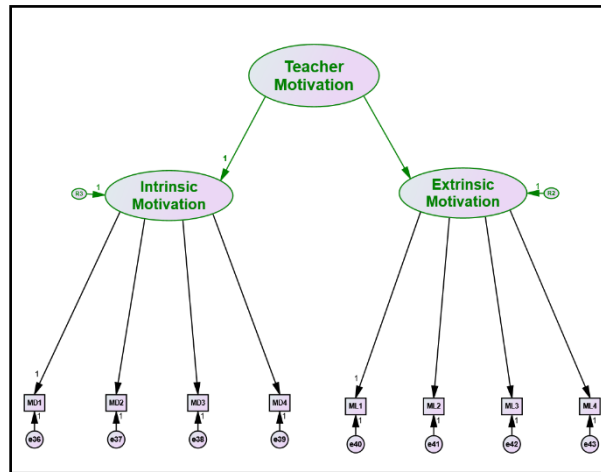 Teacher
Motivation
1
R3
1
Intrinsic
Motivation
Extrinsic
Motivation
1
R2
1
1
MD1
MD2
MD3
MD4
ML1
ML2
ML3
ML4
1
1
1
1
1
1
1
1
e36
e37
e38
e39
e40
e41
e42
e43